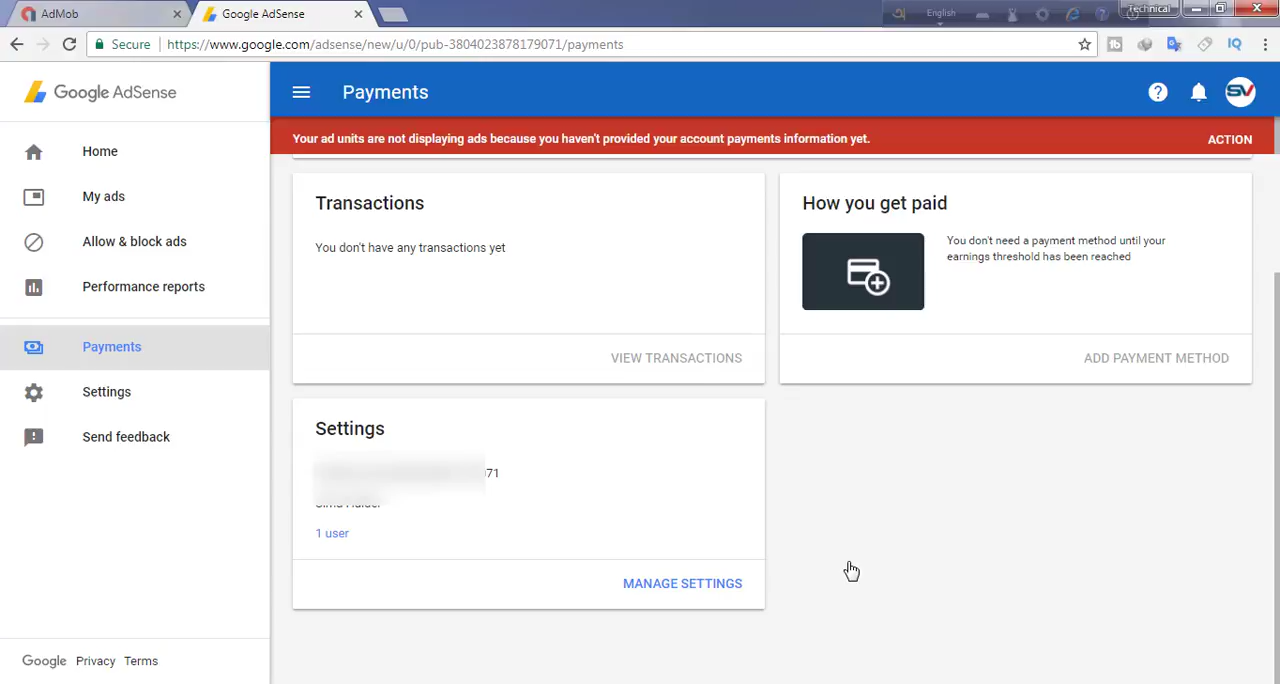 AdMob
Google AdSense
English
Technical
Secure
https://www.google.com/adsense/new/u/0/pub-3804023878179071/payments
IQ
Google AdSense
Payments
Your ad units are not displaying ads because you haven't provided your account payments information yet.
ACTION
Home
My ads
Allow & block ads
Performance reports
Payments
Settings
Send feedback
Transactions
You don't have any transactions yet
VIEW TRANSACTIONS
How you get paid
You don't need a payment method until your
earnings threshold has been reached
ADD PAYMENT METHOD
Settings
71
1 user
MANAGE SETTINGS
Google Privacy Terms